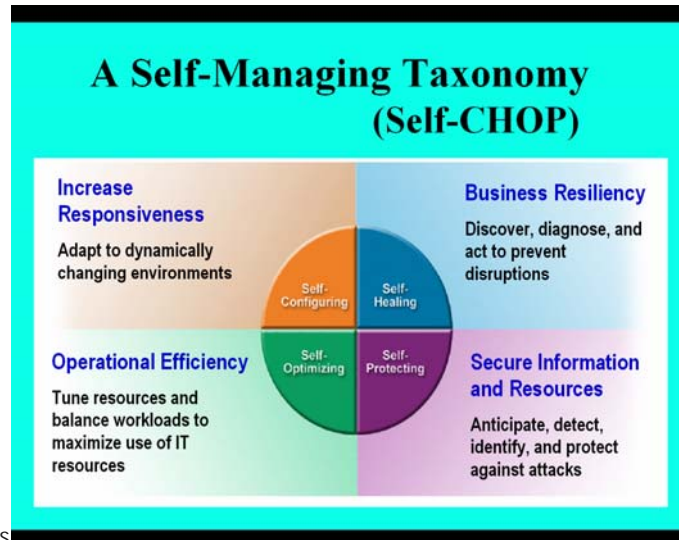 A Self-Managing Taxonomy
(Self-CHOP)
Increase
Responsiveness
Adapt to dynamically
changing environments
Business Resiliency
Discover, diagnose, and
act to prevent
disruptions
Self-
Configuring
Self-
Healing
Self-
Optimizing
Self-
Protecting
Operational Efficiency
Tune resources and
balance workloads to
maximize use of IT
resources
Secure Information
and Resources
Anticipate, detect,
identify, and protect
against attacks
s